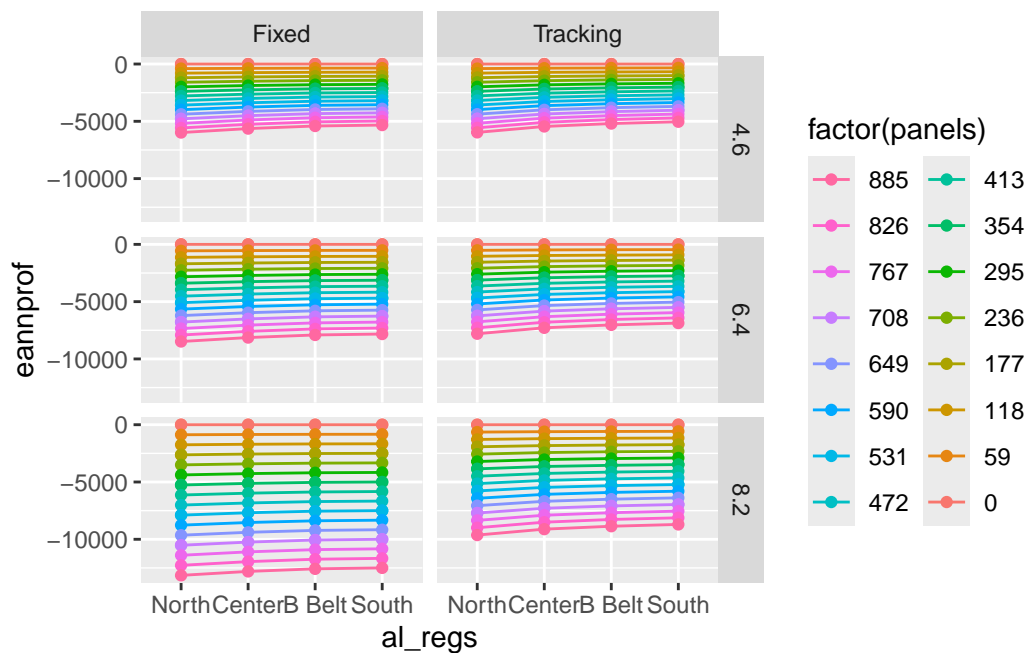 Fixed
Tracking
0
−5000
−10000
4.6
0
−5000
−10000
6.4
0
−5000
−10000
8.2
North Center B Belt South
North Center B Belt South
al_regs
eannprof
factor(panels)
885 413
826 354
767 295
708 236
649 177
590 118
531 59
472 0